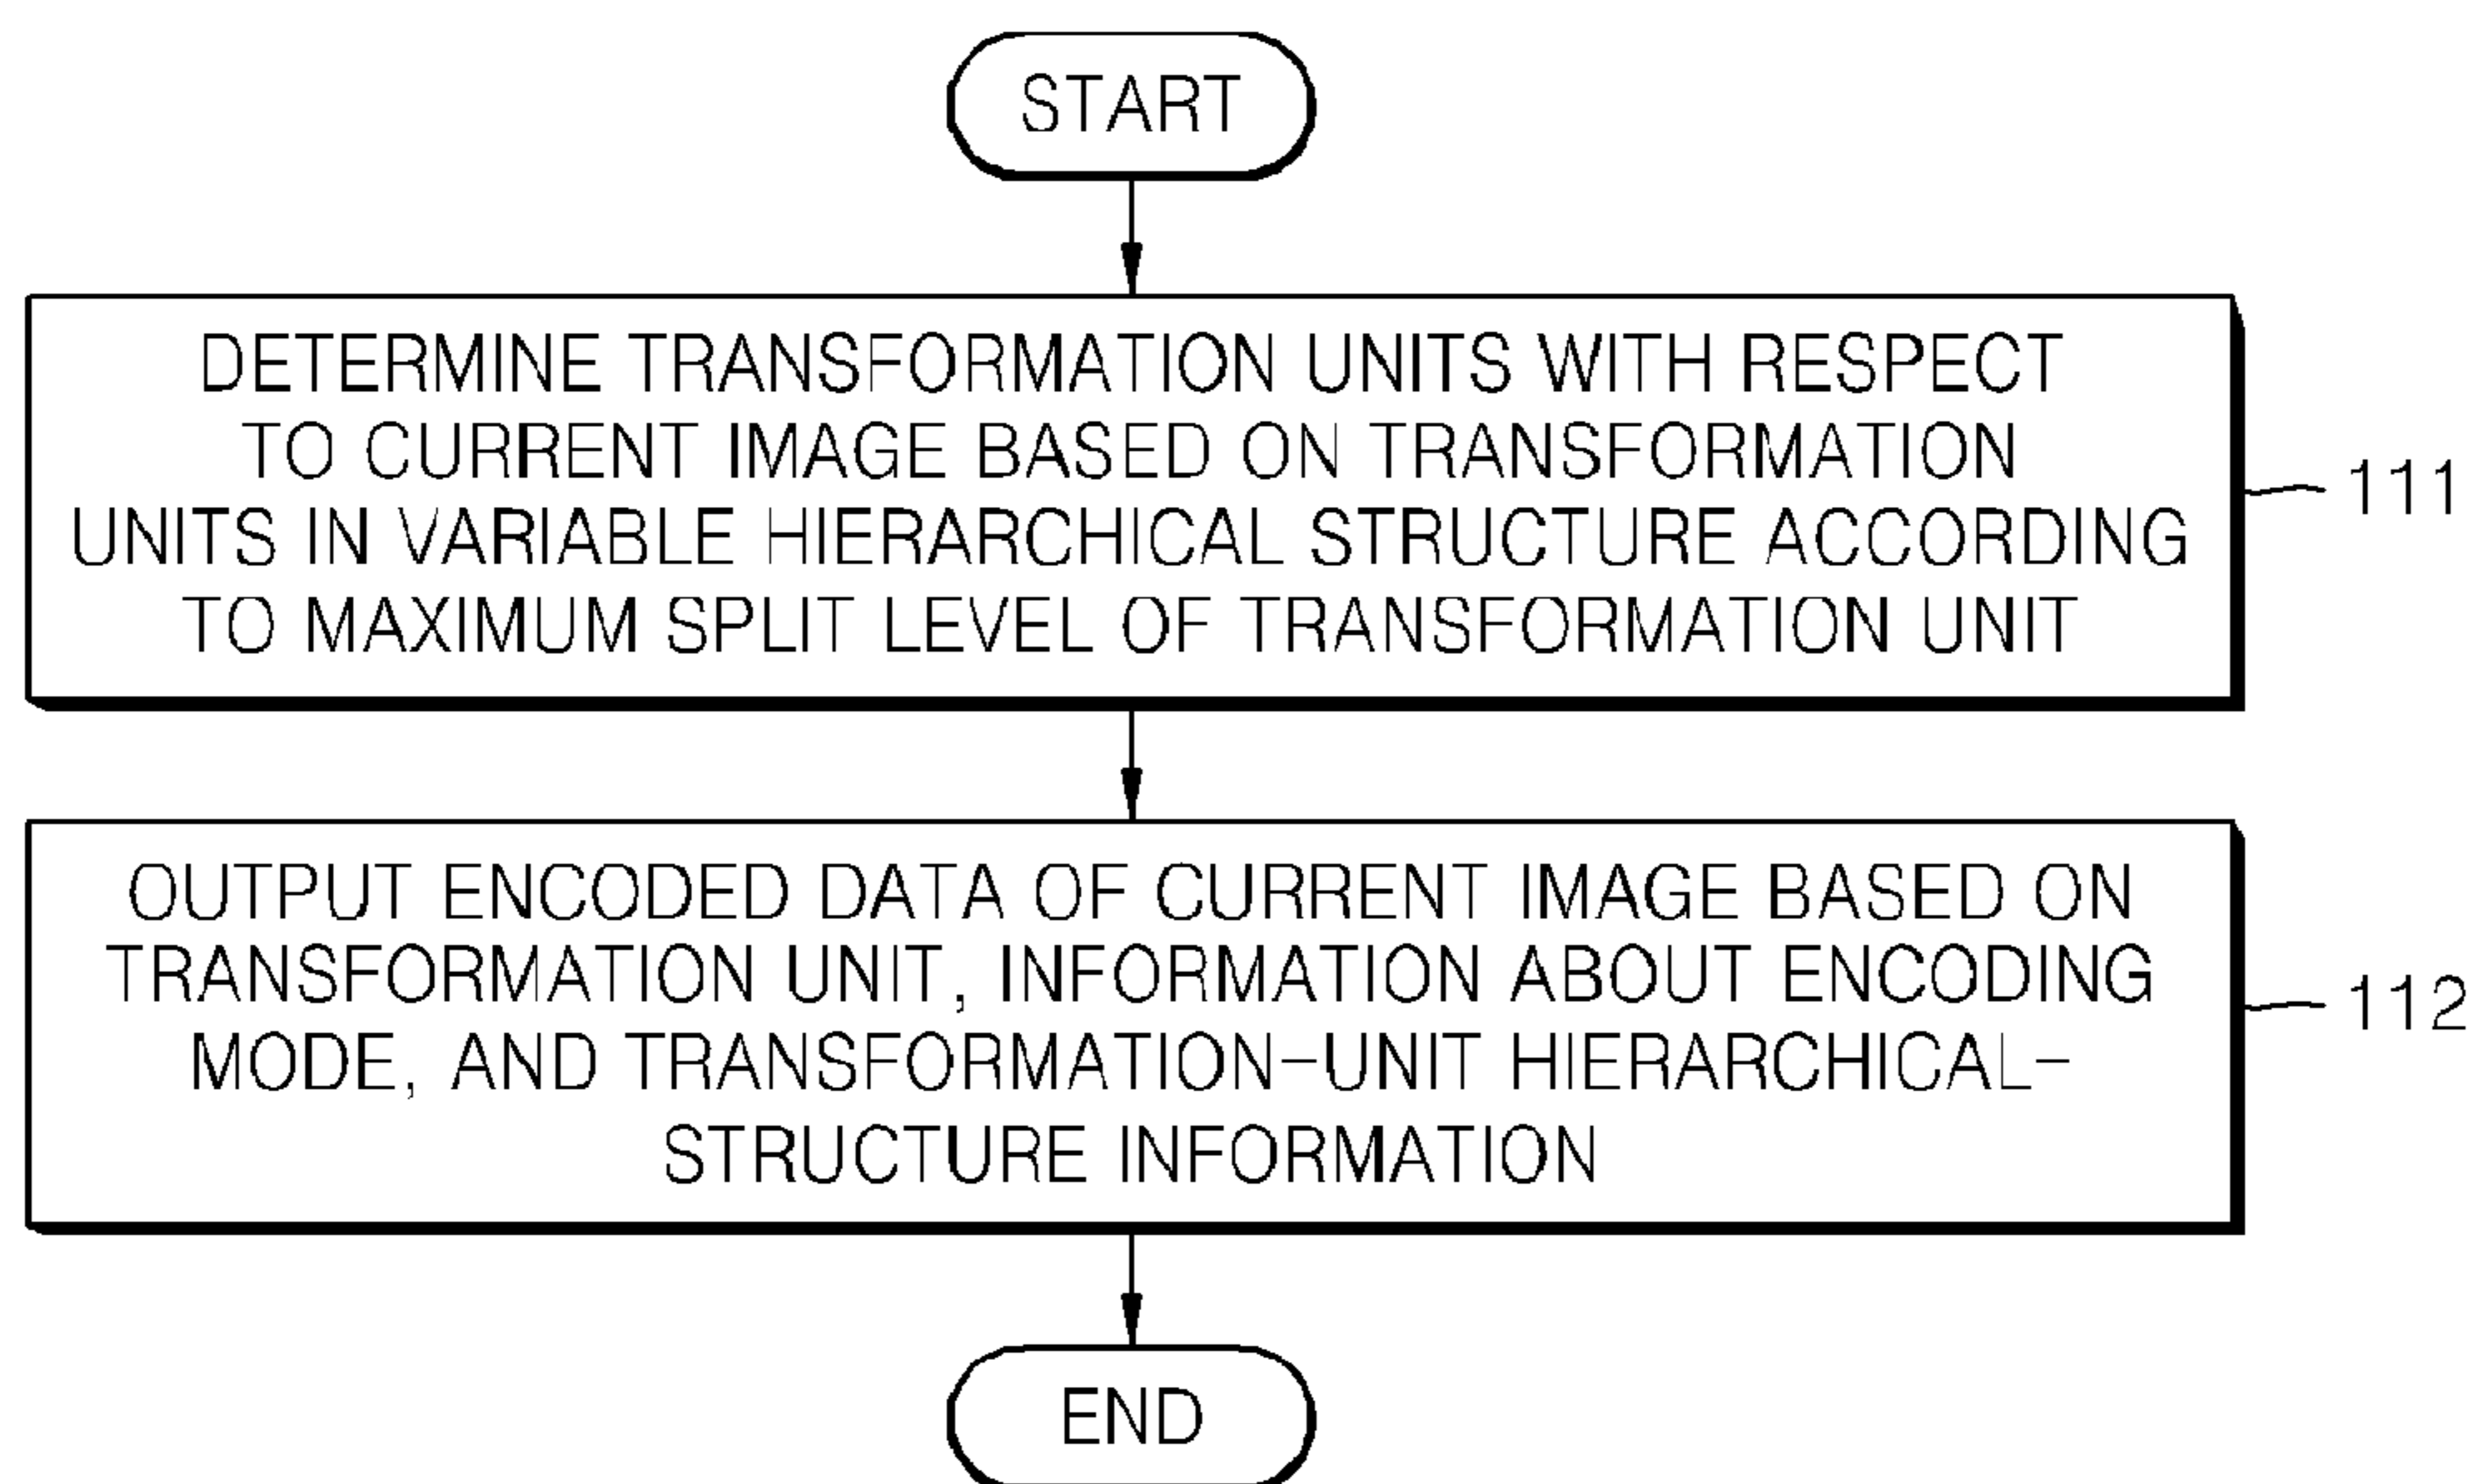 START
DETERMINE TRANSFORMATION UNITS WITH RESPECT
TO CURRENT IMAGE BASED ON TRANSFORMATION
UNITS IN VARIABLE HIERARCHICAL STRUCTURE ACCORDING
TO MAXIMUM SPLIT LEVEL OF TRANSFORMATION UNIT
111
OUTPUT ENCODED DATA OF CURRENT IMAGE BASED ON
TRANSFORMATION UNIT, INFORMATION ABOUT ENCODING
MODE, AND TRANSFORMATION-UNIT HIERARCHICAL-
STRUCTURE INFORMATION
112
END